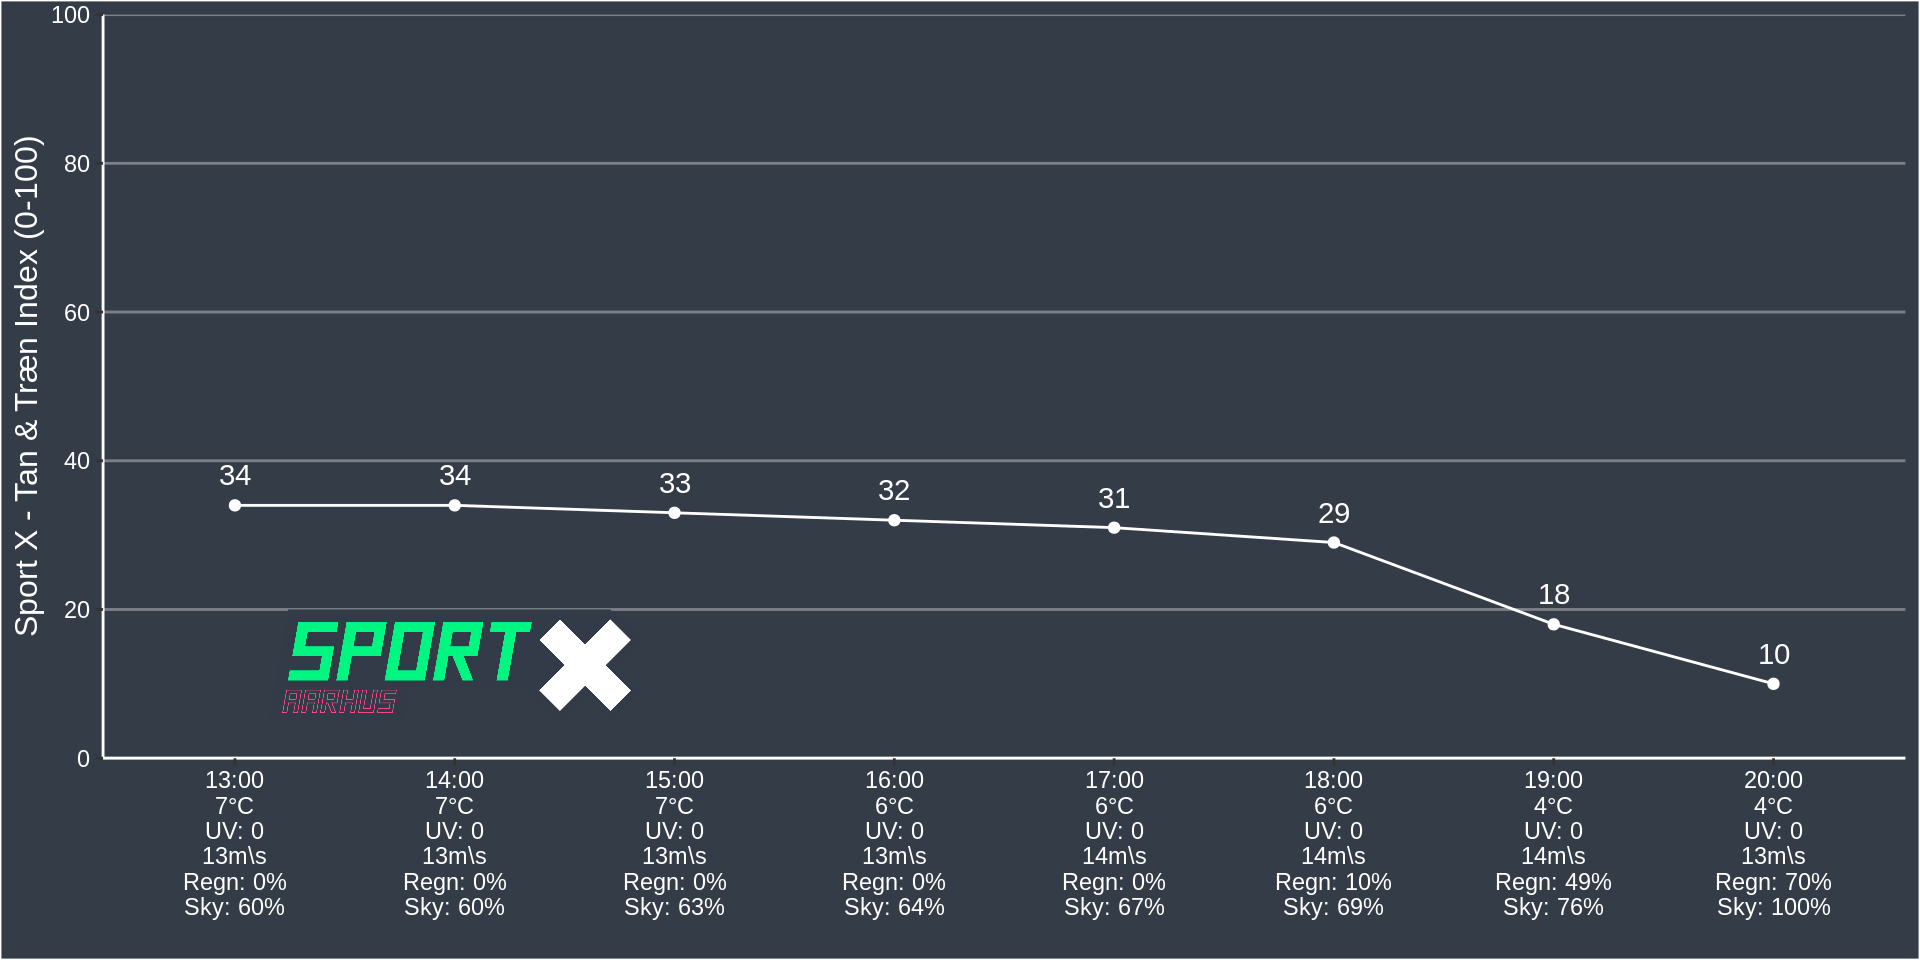 Sport X - Tan & Træn Index (0-100)
100
80
60
40
20
0
34
34
33
32
31
29
18
10
SPORT X
AARHUS
13:00
7°C
UV: 0
13m\s
Regn: 0%
Sky: 60%
14:00
7°C
UV: 0
13m\s
Regn: 0%
Sky: 60%
15:00
7°C
UV: 0
13m\s
Regn: 0%
Sky: 63%
16:00
6°C
UV: 0
13m\s
Regn: 0%
Sky: 64%
17:00
6°C
UV: 0
14m\s
Regn: 0%
Sky: 67%
18:00
6°C
UV: 0
14m\s
Regn: 10%
Sky: 69%
19:00
4°C
UV: 0
14m\s
Regn: 49%
Sky: 76%
20:00
4°C
UV: 0
13m\s
Regn: 70%
Sky: 100%